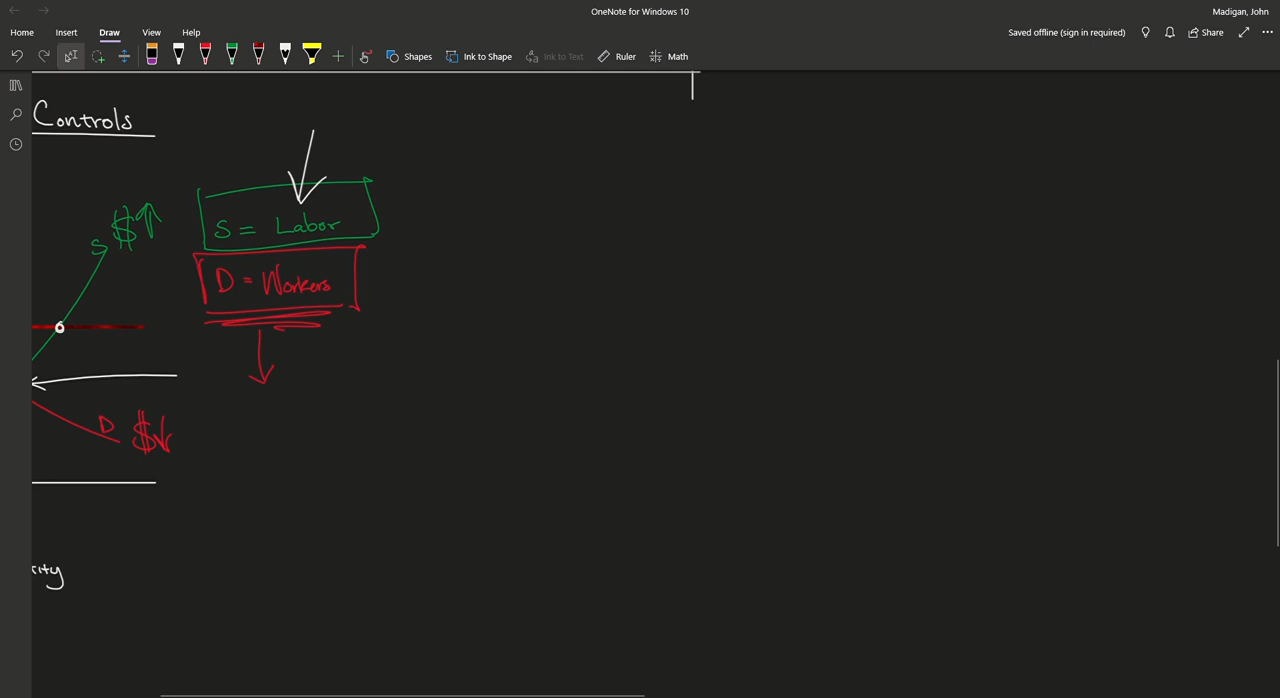 OneNote for Windows 10
Madigan, John
Home Insert Draw View Help
Saved offline (sign in required)
Share
Shapes
Ink to Shape
Ink to Text
Ruler
Math
Controls
$↑
S
S = Labor
D = Workers
D $↓